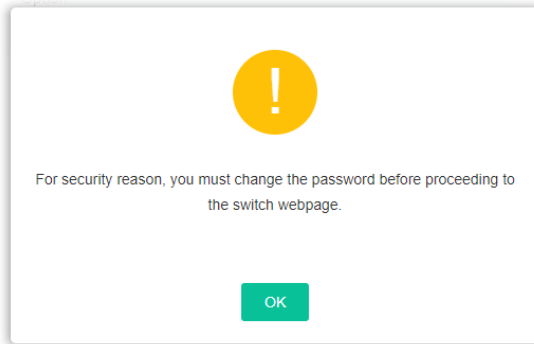 !
For security reason, you must change the password before proceeding to
the switch webpage.
OK